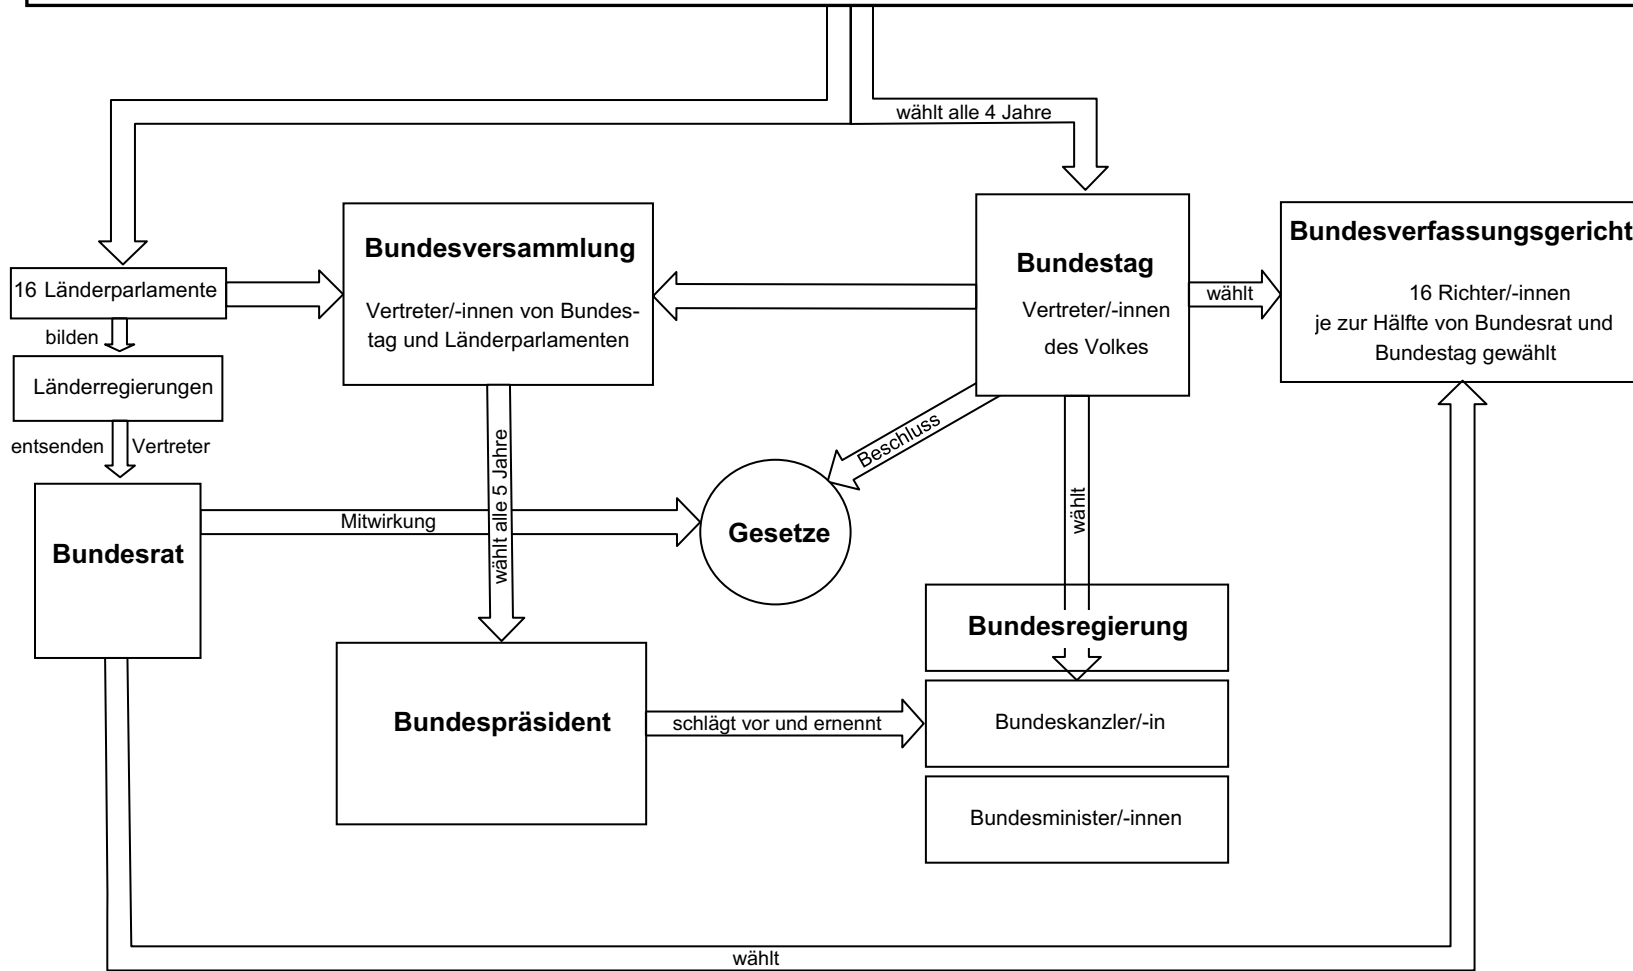 wählt alle 4 Jahre
Bundesversammlung
Vertreter/-innen von Bundes-
tag und Länderparlamenten
Bundestag
Vertreter/-innen
des Volkes
Bundesverfassungsgericht
16 Richter/-innen
je zur Hälfte von Bundesrat und
Bundestag gewählt
wählt
16 Länderparlamente
bilden
Länderregierungen
entsenden Vertreter
Bundesrat
Mitwirkung
wählt alle 5 Jahre
Beschluss
Gesetze
wählt
Bundesregierung
Bundespräsident
schlägt vor und ernennt
Bundeskanzler/-in
Bundesminister/-innen
wählt